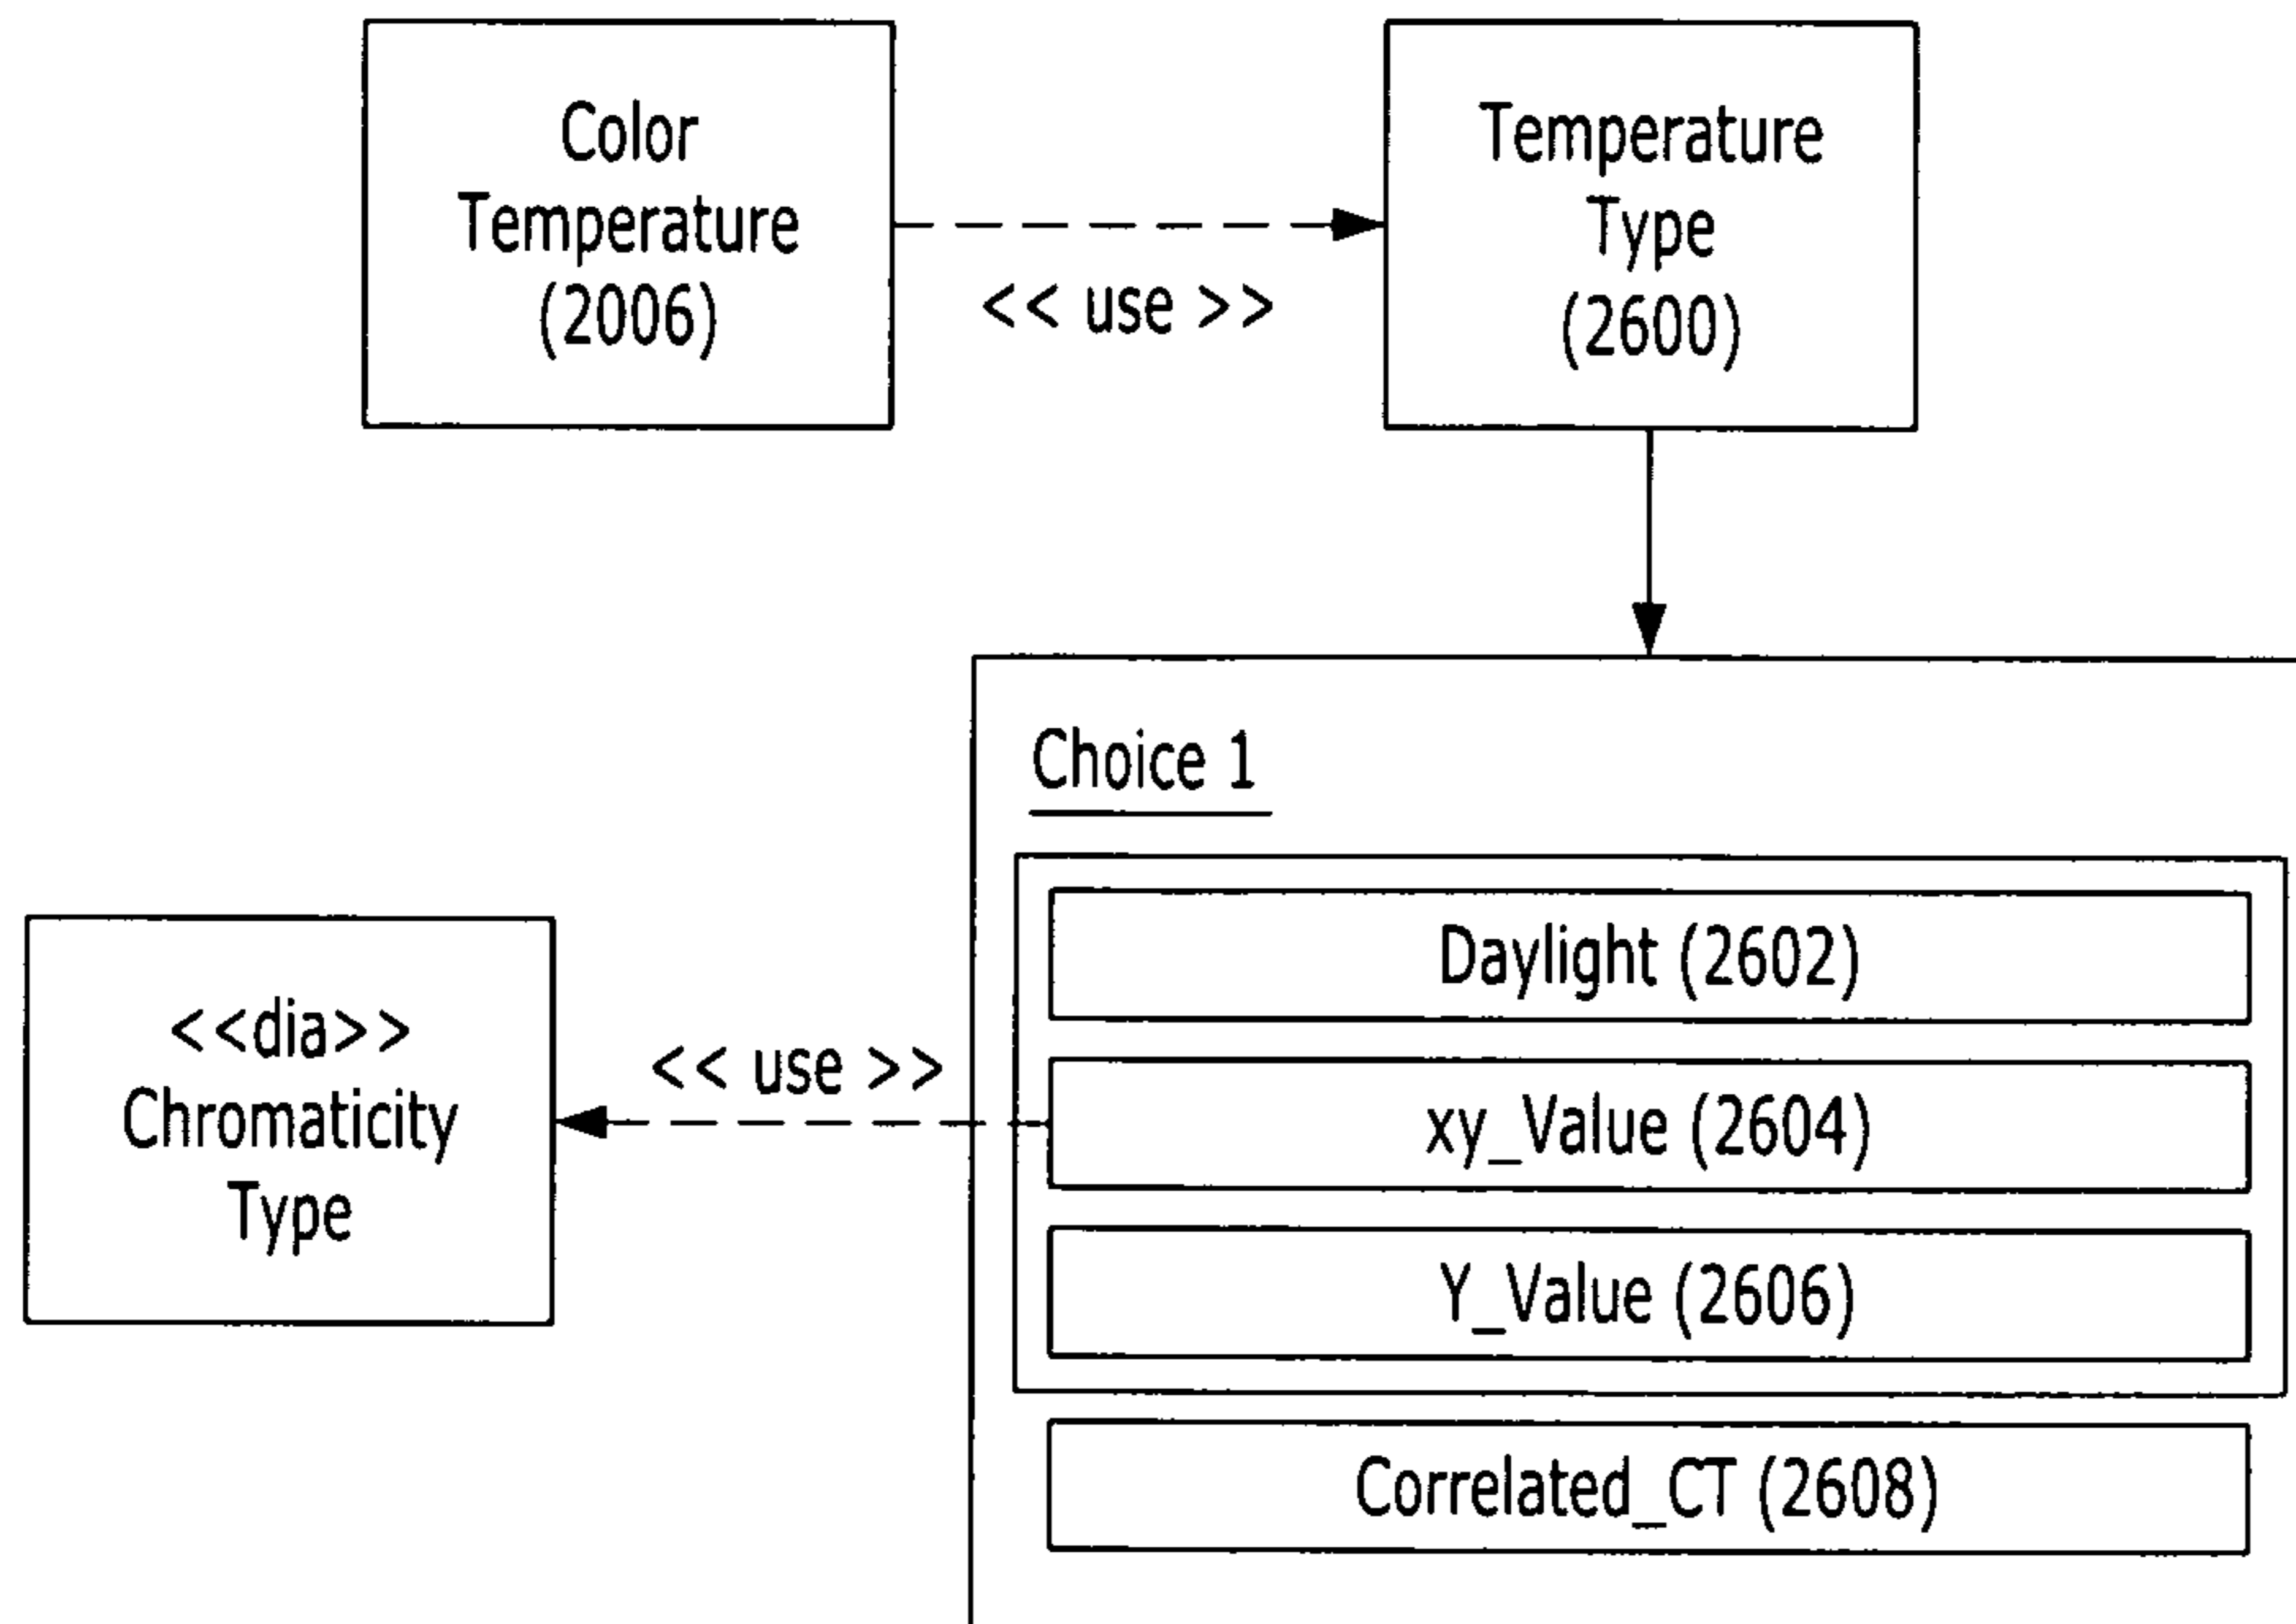 Color
Temperature
(2006)
<< use >>
Temperature
Type
(2600)
Choice 1
Daylight (2602)
xy_Value (2604)
Y_Value (2606)
Correlated_CT (2608)
<< use >>
<<dia>>
Chromaticity
Type